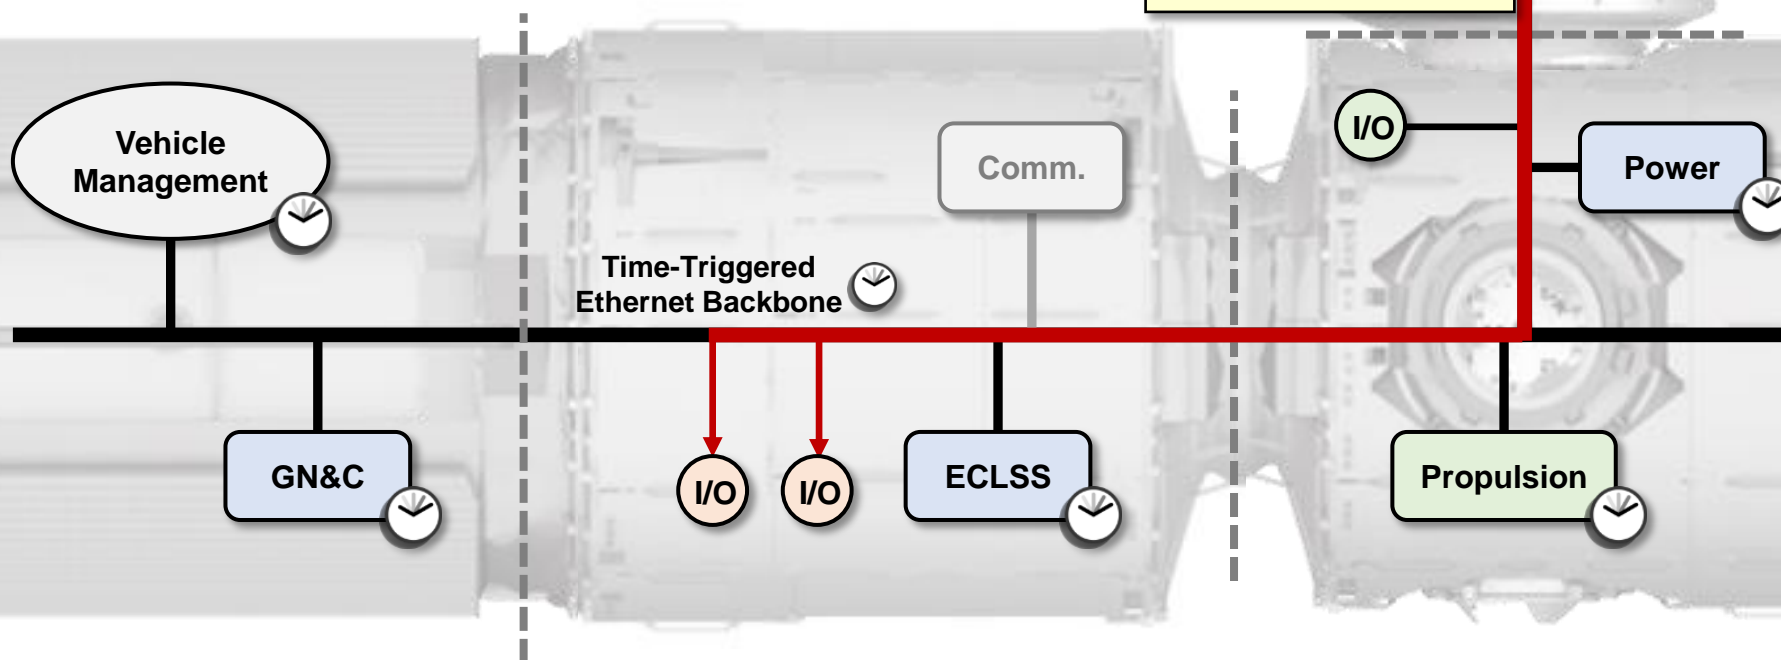 Vehicle
Management
Comm.
I/O
Power
Time-Triggered
Ethernet Backbone
GN&C
I/O
I/O
ECLSS
Propulsion